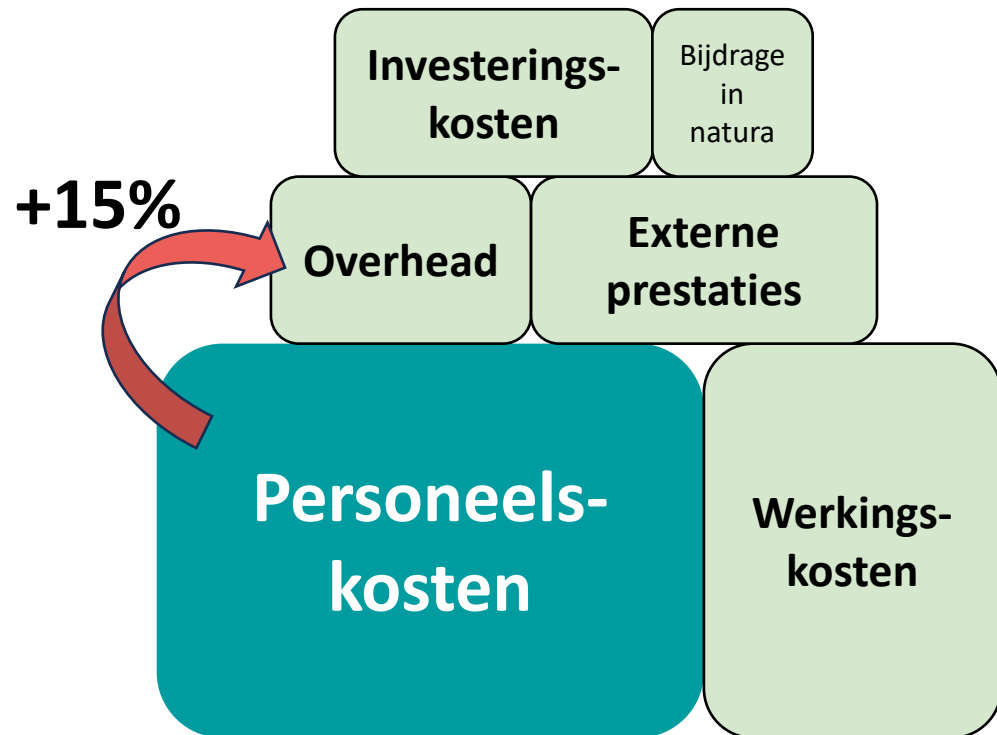 Investerings-
kosten
Bijdrage
in
natura
+15%
Overhead
Externe
prestaties
Personeels-
kosten
Werkings-
kosten